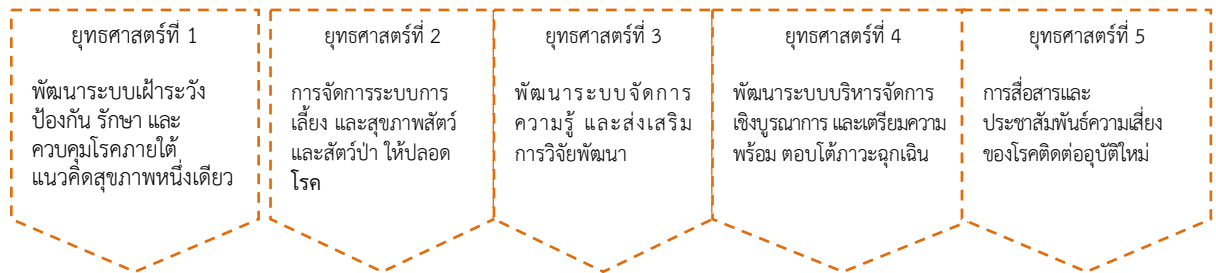 ยุทธศาสตร์ที่ 1
พัฒนาระบบเฝ้าระวัง
ป้องกัน รักษา และ
ควบคุมโรคภายใต้
แนวคิดสุขภาพหนึ่งเดียว
ยุทธศาสตร์ที่ 2
การจัดการระบบการ
เลี้ยง และสุขภาพสัตว์
และสัตว์ป่า ให้ปลอด
โรค
ยุทธศาสตร์ที่ 3
พัฒนาระบบจัดการ
ความรู้ และส่งเสริม
การวิจัยพัฒนา
ยุทธศาสตร์ที่ 4
พัฒนาระบบบริหารจัดการ
เชิงบูรณาการ และเตรียมความ
พร้อม ตอบโต้ภาวะฉุกเฉิน
ยุทธศาสตร์ที่ 5
การสื่อสารและ
ประชาสัมพันธ์ความเสี่ยง
ของโรคติดต่ออุบัติใหม่